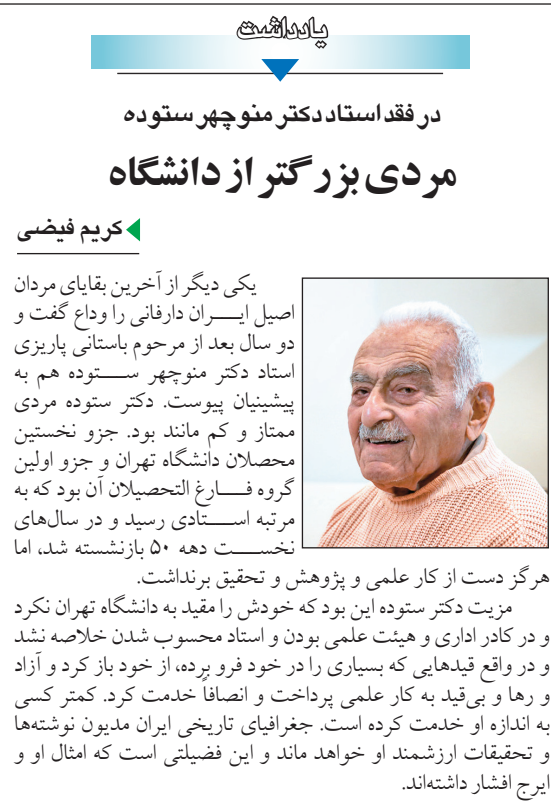 یادداشت
در فقد استاد دکتر منوچهر ستوده
مردی بزرگتر از دانشگاه
کریم فیضی
یکی دیگر از آخرین بقایای مردان
اصیل ایـــران دارفانی را وداع گفت و
دو سال بعد از مرحوم باستانی پاریزی
استاد دکتر منوچهر ســـتوده هم به
پیشینیان پیوست. دکتر ستوده مردی
ممتاز و کم مانند بود. جزو نخستین
محصلان دانشگاه تهران و جزو اولین
گروه فـــارغ التحصیلان آن بود که به
مرتبه اســـتادی رسید و در سال‌های
نخســـت دهه ۵۰ بازنشسته شد، اما
هرگز دست از کار علمی و پژوهش و تحقیق برنداشت.
مزیت دکتر ستوده این بود که خودش را مقید به دانشگاه تهران نکرد
و در کادر اداری و هیئت علمی بودن و استاد محسوب شدن خلاصه نشد
و در واقع قیدهایی که بسیاری را در خود فرو برده، از خود باز کرد و آزاد
و رها و بی‌قید به کار علمی پرداخت و انصافاً خدمت کرد. کمتر کسی
به اندازه او خدمت کرده است. جغرافیای تاریخی ایران مدیون نوشته‌ها
و تحقیقات ارزشمند او خواهد ماند و این فضیلتی است که امثال او و
ایرج افشار داشته‌اند.